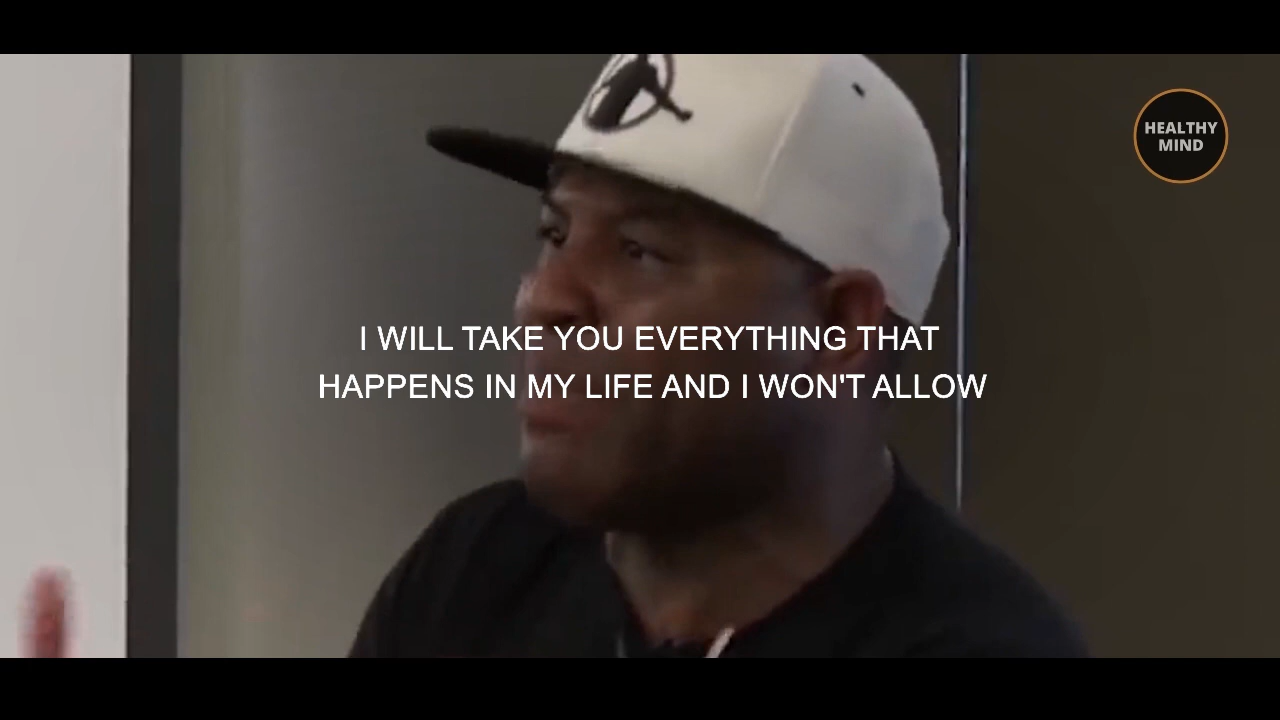 HEALTHY
MIND
I WILL TAKE YOU EVERYTHING THAT
HAPPENS IN MY LIFE AND I WON'T ALLOW